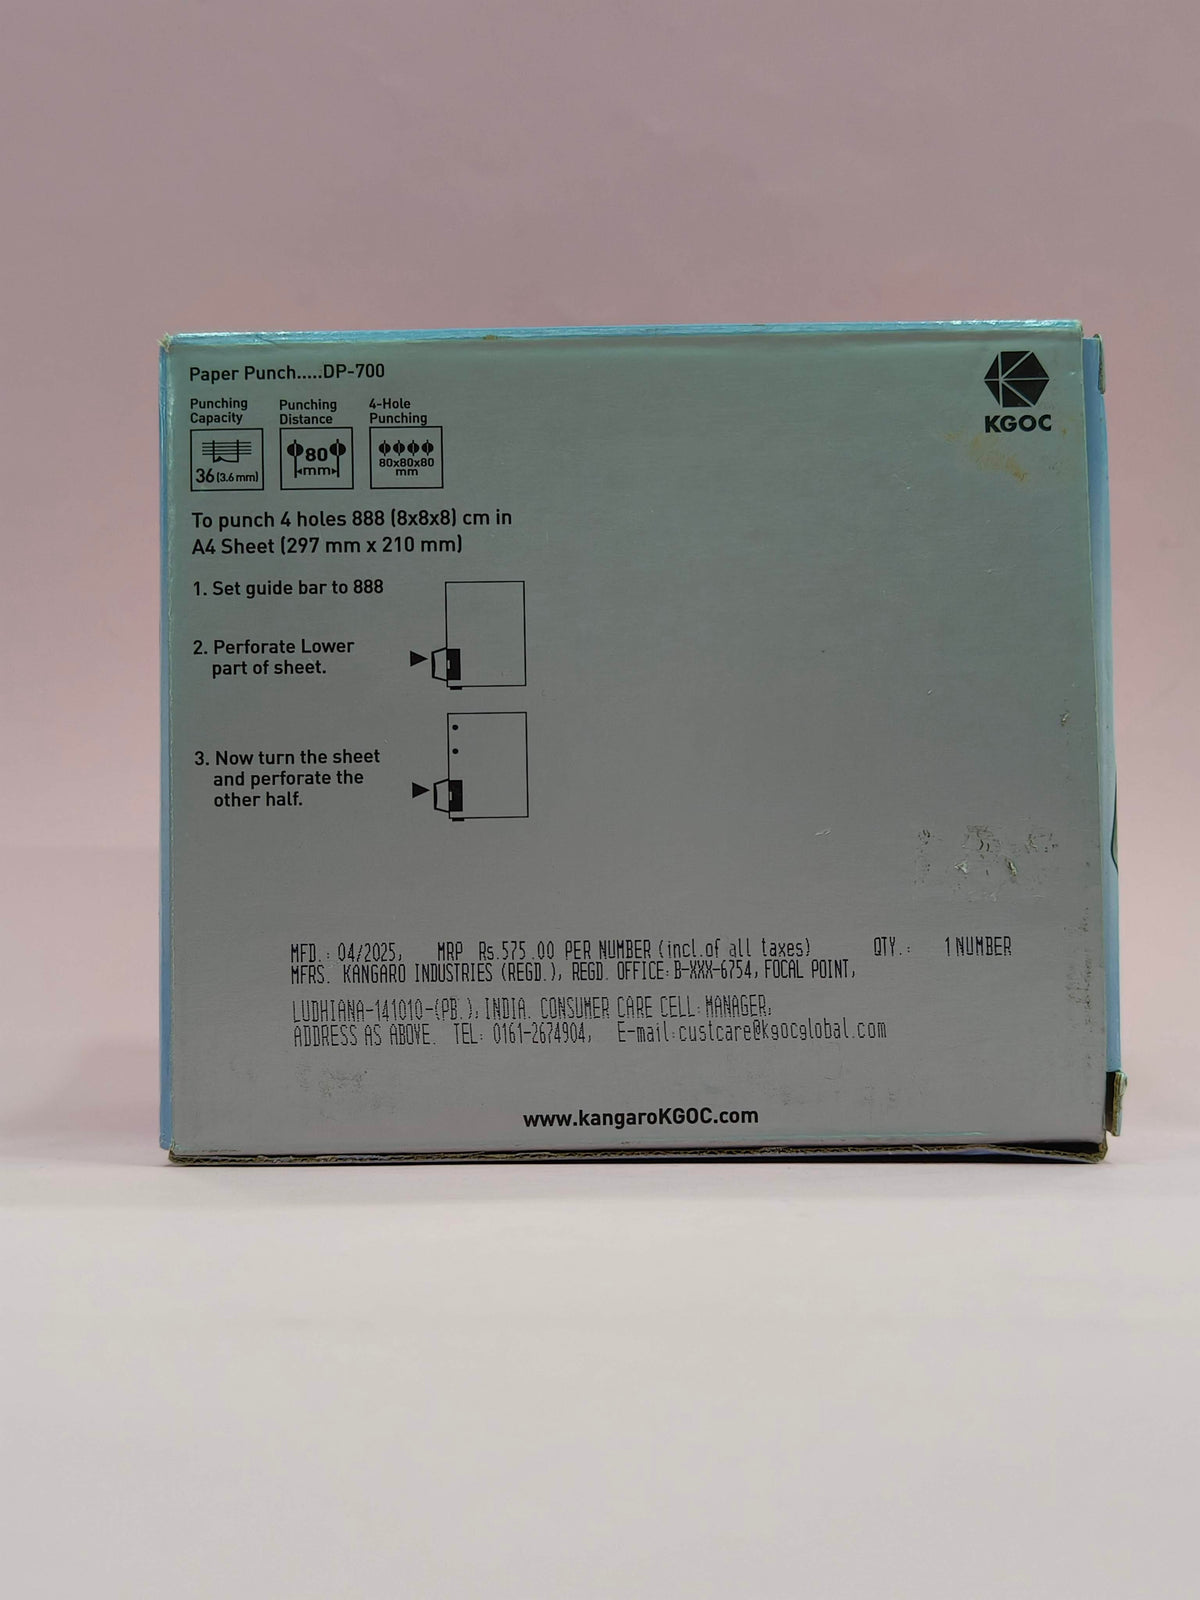 Paper Punch.....DP-700
KGOC
Punching Capacity
36 (3.6 mm)
Punching Distance
80 mm
4-Hole Punching
80x80x80 mm
To punch 4 holes 888 (8x8x8) cm in
A4 Sheet (297 mm x 210 mm)
1. Set guide bar to 888
2. Perforate Lower
part of sheet.
3. Now turn the sheet
and perforate the
other half.
MFD.: 04/2025, MRP Rs.575.00 PER NUMBER (incl.of all taxes) QTY.: 1 NUMBER
MFRS. KANGARO INDUSTRIES (REGD.), REGD. OFFICE: B-XXX-6754, FOCAL POINT,
LUDHIANA-141010-(PB.), INDIA. CONSUMER CARE CELL: MANAGER,
ADDRESS AS ABOVE. TEL: 0161-2674904, E-mail:custcare@kgocglobal.com
www.kangaroKGOC.com